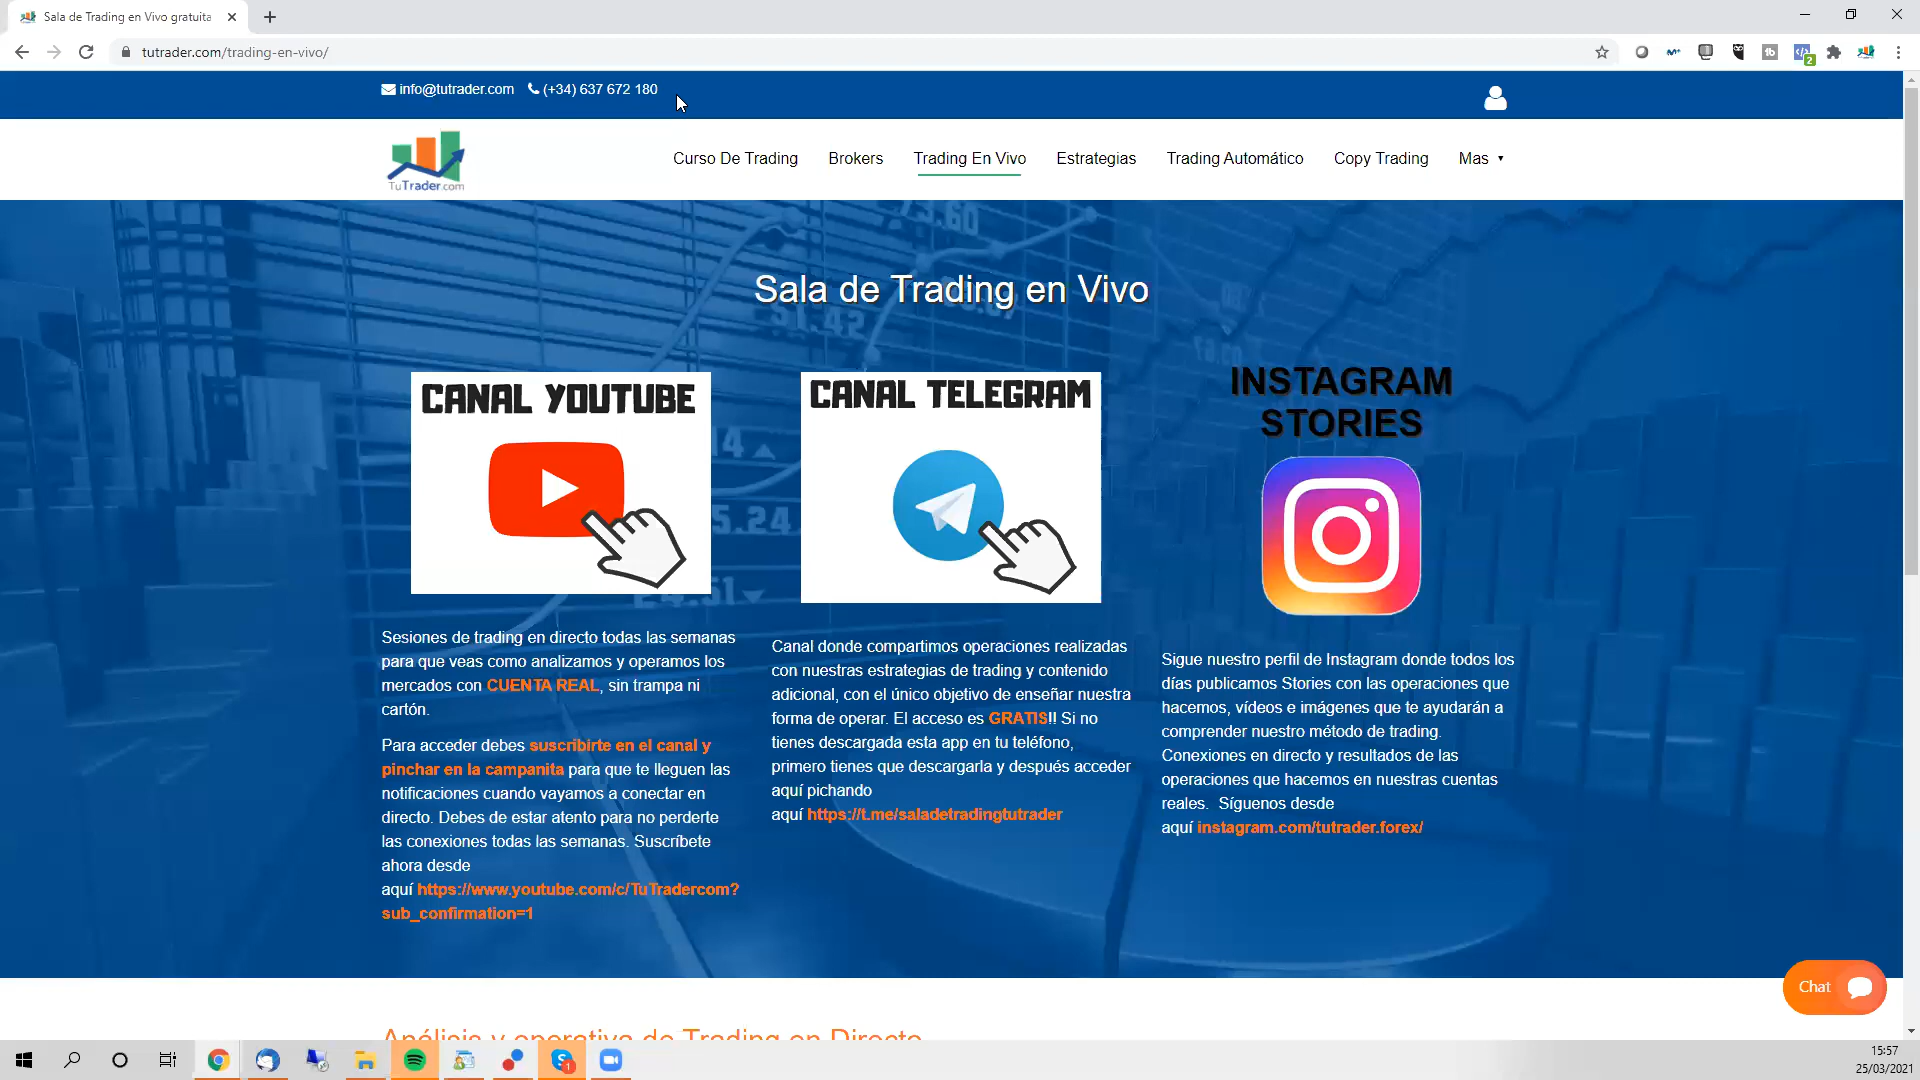 Sala de Trading en Vivo gratuita
tutrader.com/trading-en-vivo/
2
info@tutrader.com (+34) 637 672 180
TuTrader.com
Curso De Trading Brokers Trading En Vivo Estrategias Trading Automático Copy Trading Mas
Sala de Trading en Vivo
CANAL YOUTUBE
Sesiones de trading en directo todas las semanas
para que veas como analizamos y operamos los
mercados con CUENTA REAL, sin trampa ni
cartón.
Para acceder debes suscribirte en el canal y
pinchar en la campanita para que te lleguen las
notificaciones cuando vayamos a conectar en
directo. Debes de estar atento para no perderte
las conexiones todas las semanas. Suscríbete
ahora desde
aquí https://www.youtube.com/c/TuTradercom?
sub_confirmation=1
CANAL TELEGRAM
Canal donde compartimos operaciones realizadas
con nuestras estrategias de trading y contenido
adicional, con el único objetivo de enseñar nuestra
forma de operar. El acceso es GRATIS!! Si no
tienes descargada esta app en tu teléfono,
primero tienes que descargarla y después acceder
aquí pichando
aquí https://t.me/saladetradingtutrader
INSTAGRAM
STORIES
Sigue nuestro perfil de Instagram donde todos los
días publicamos Stories con las operaciones que
hacemos, vídeos e imágenes que te ayudarán a
comprender nuestro método de trading.
Conexiones en directo y resultados de las
operaciones que hacemos en nuestras cuentas
reales. Síguenos desde
aquí instagram.com/tutrader.forex/
Chat
Análisis y operativa de Trading en Directo
1
15:57
25/03/2021